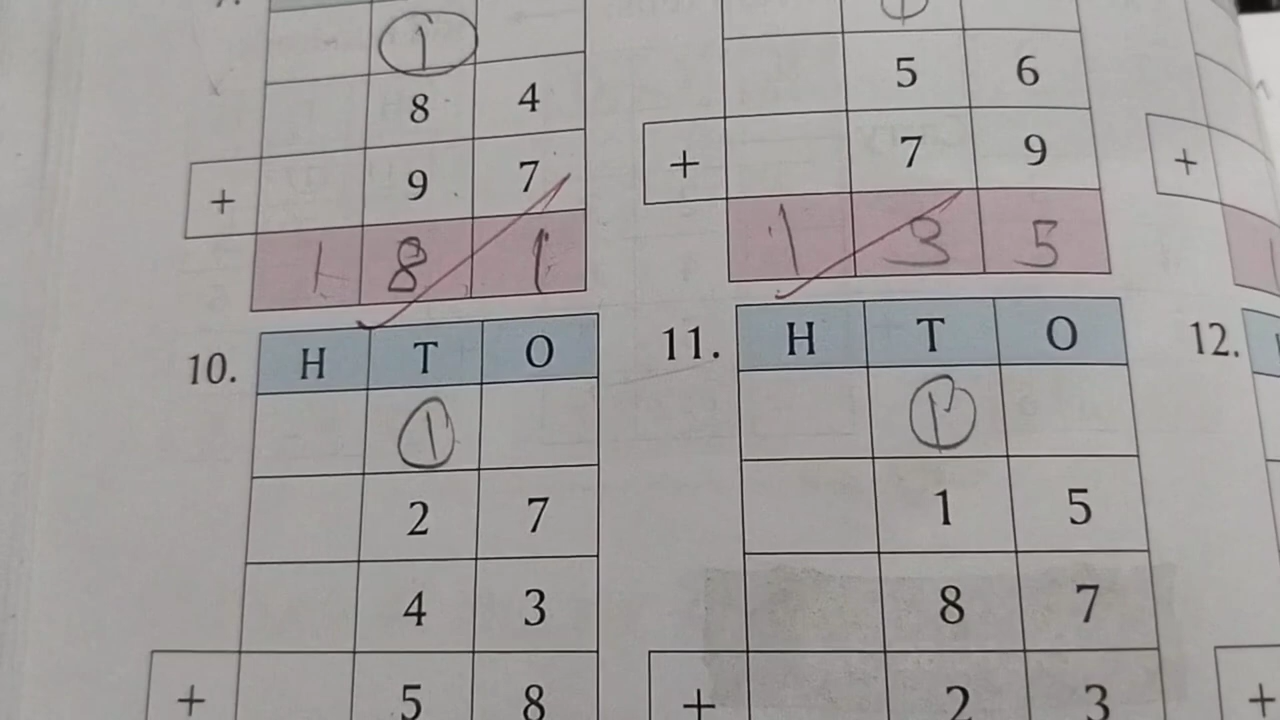 1 1
8 4 5 6
+ 9 7 + 7 9 +
1 8 1 1 3 5
10. H T O 11. H T O 12.
1 1
2 7 1 5
4 3 8 7
+ 5 8 + 2 3 +